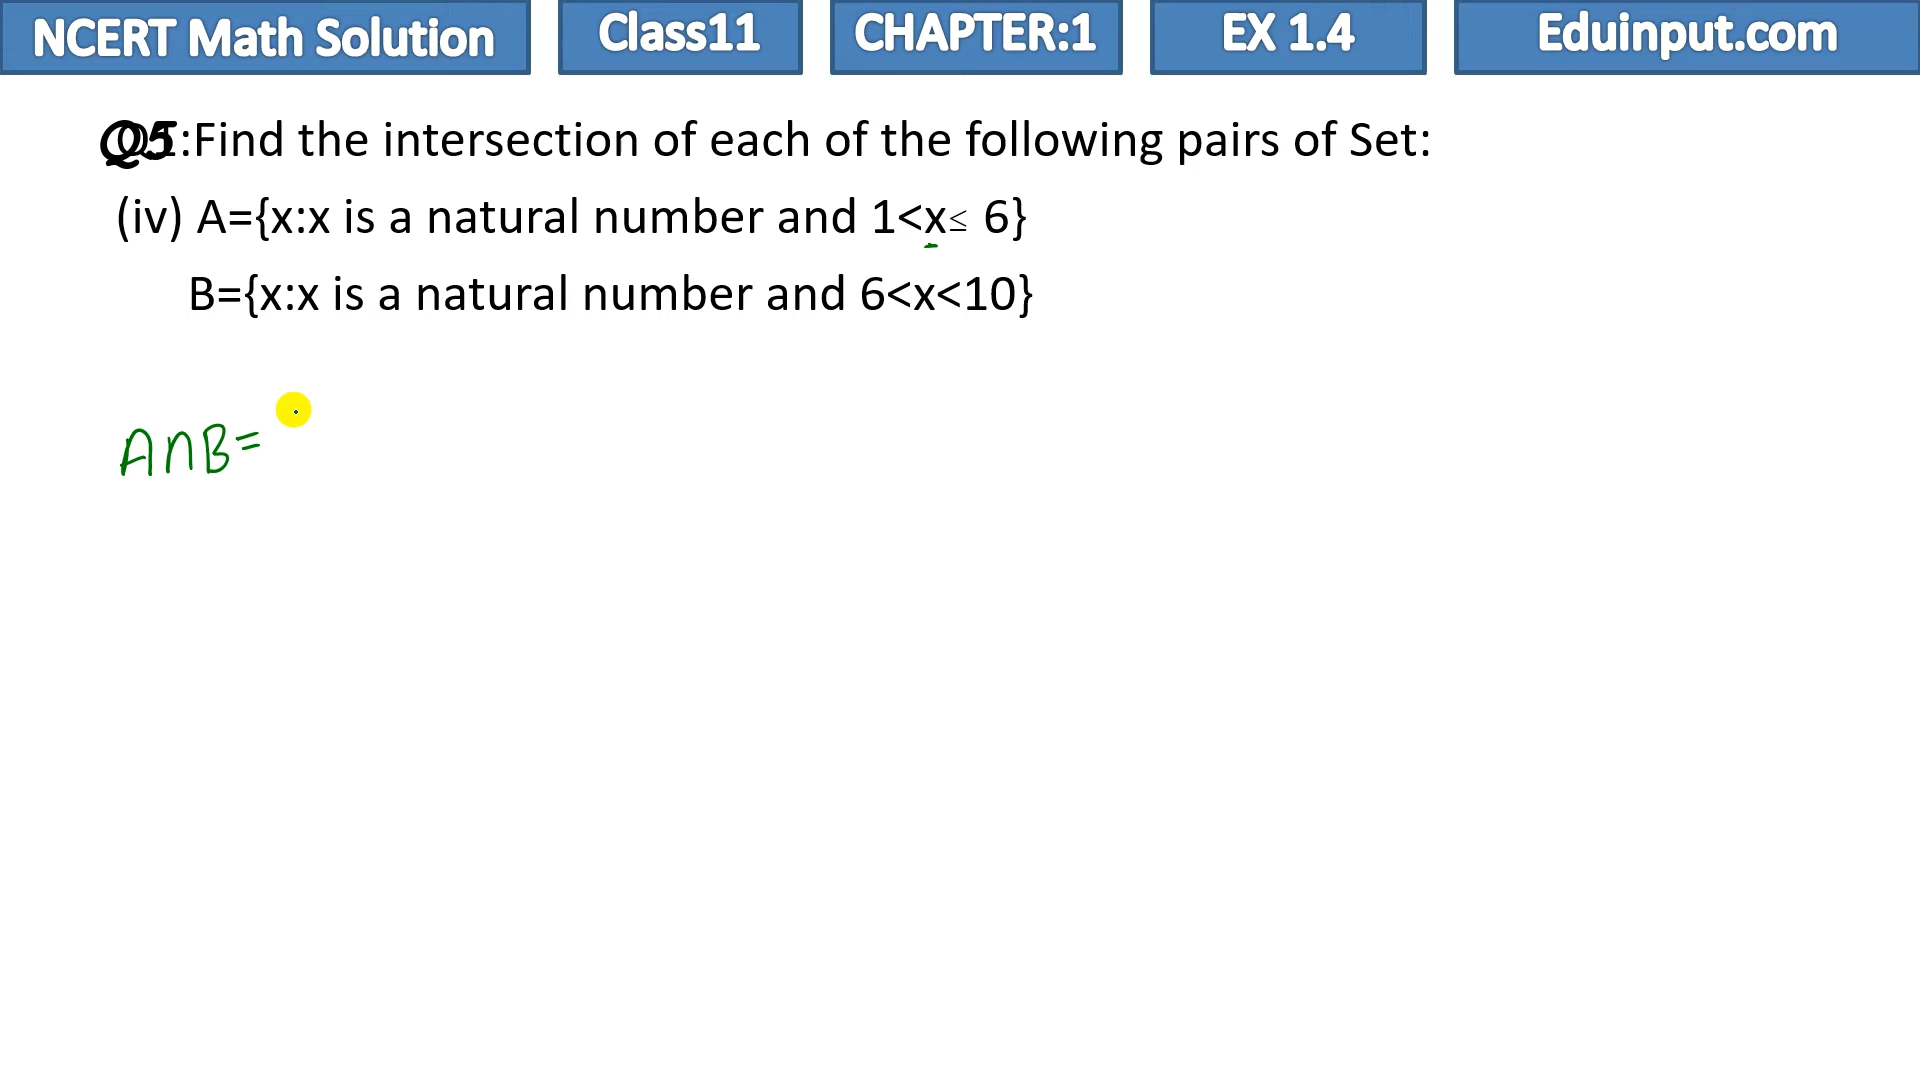 NCERT Math Solution Class11 CHAPTER:1 EX 1.4 Eduinput.com
Q5:Find the intersection of each of the following pairs of Set:
(iv) A={x:x is a natural number and 1<x≤ 6}
B={x:x is a natural number and 6<x<10}
A∩B=